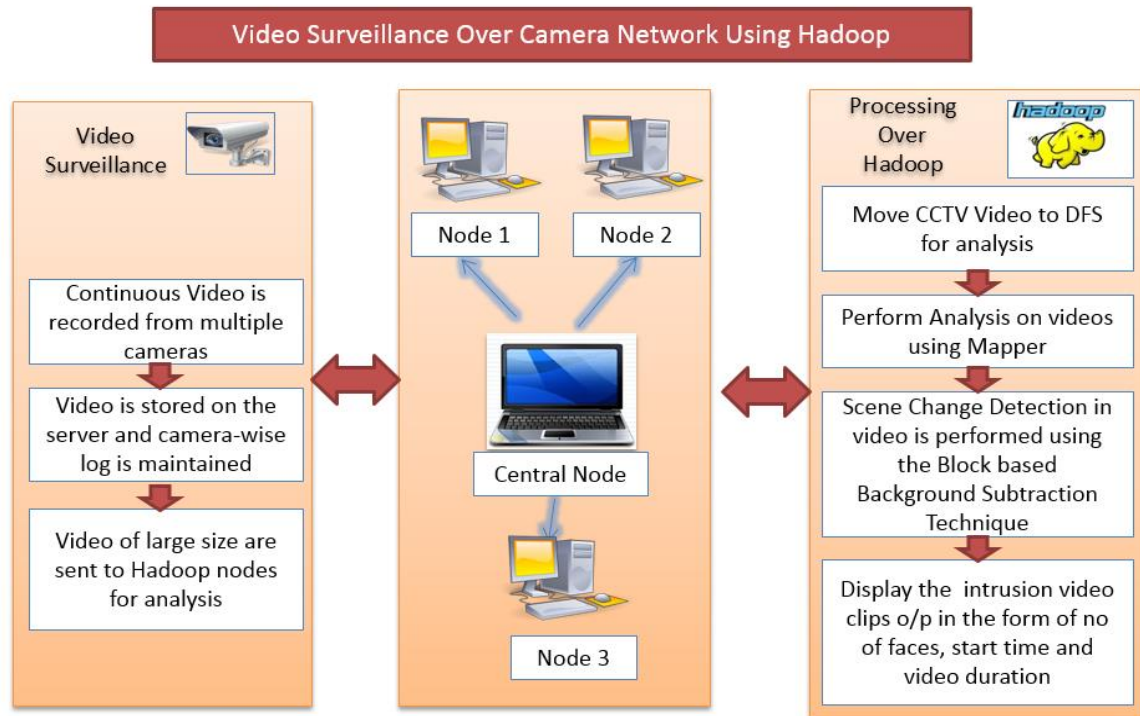 Video Surveillance Over Camera Network Using Hadoop
Video
Surveillance
Continuous Video is
recorded from multiple
cameras
Video is stored on the
server and camera-wise
log is maintained
Video of large size are
sent to Hadoop nodes
for analysis
Node 1
Node 2
Central Node
Node 3
Processing
Over
Hadoop
hadoop
Move CCTV Video to DFS
for analysis
Perform Analysis on videos
using Mapper
Scene Change Detection in
video is performed using
the Block based
Background Subtraction
Technique
Display the intrusion video
clips o/p in the form of no
of faces, start time and
video duration